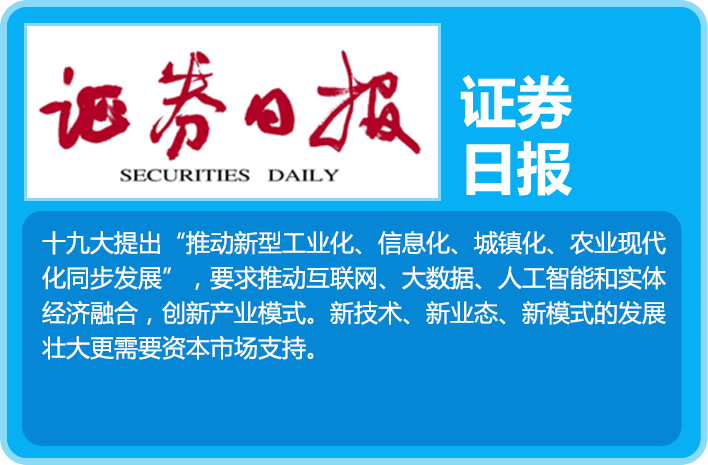 证券日报
SECURITIES DAILY
证券
日报
十九大提出“推动新型工业化、信息化、城镇化、农业现代
化同步发展”，要求推动互联网、大数据、人工智能和实体
经济融合，创新产业模式。新技术、新业态、新模式的发展
壮大更需要资本市场支持。